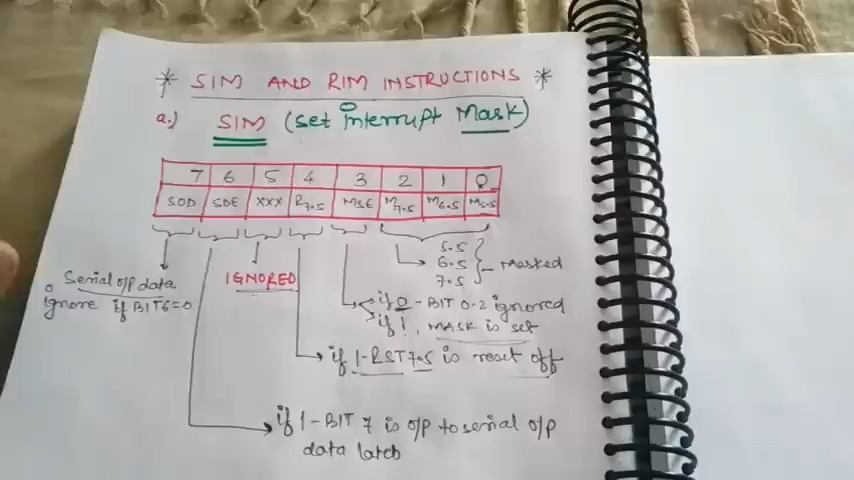 * SIM AND RIM INSTRUCTIONS *
a.) SIM (Set Interrupt Mask)
7 6 5 4 3 2 1 0
SOD SDE XXX R7.5 MSE M7.5 M6.5 M5.5
5.5
6.5 - Masked
7.5
Serial o/p data
ignore if BIT6=0
IGNORED
if 0 - BIT 0-2 ignored
if 1, MASK is set
if 1 - RST 7.5 is reset off
if 1 - BIT 7 is o/p to serial o/p
data latch